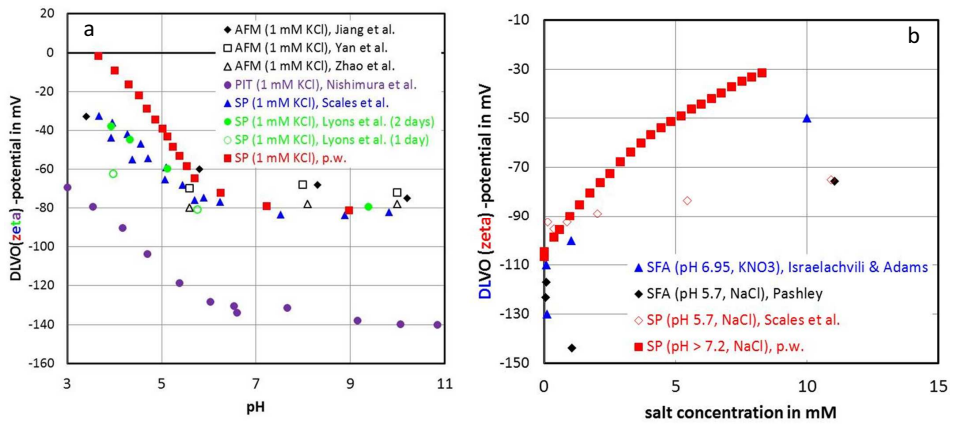 a
AFM (1 mM KCl), Jiang et al.
AFM (1 mM KCl), Yan et al.
AFM (1 mM KCl), Zhao et al.
PIT (1 mM KCl), Nishimura et al.
SP (1 mM KCl), Scales et al.
SP (1 mM KCl), Lyons et al. (2 days)
SP (1 mM KCl), Lyons et al. (1 day)
SP (1 mM KCl), p.w.
DLVO(zeta) -potential in mV
20
0
-20
-40
-60
-80
-100
-120
-140
-160
3
5
7
9
11
pH
b
SFA (pH 6.95, KNO3), Israelachvili & Adams
SFA (pH 5.7, NaCl), Pashley
SP (pH 5.7, NaCl), Scales et al.
SP (pH > 7.2, NaCl), p.w.
DLVO (zeta) -potential in mV
-10
-30
-50
-70
-90
-110
-130
-150
0
5
10
15
salt concentration in mM